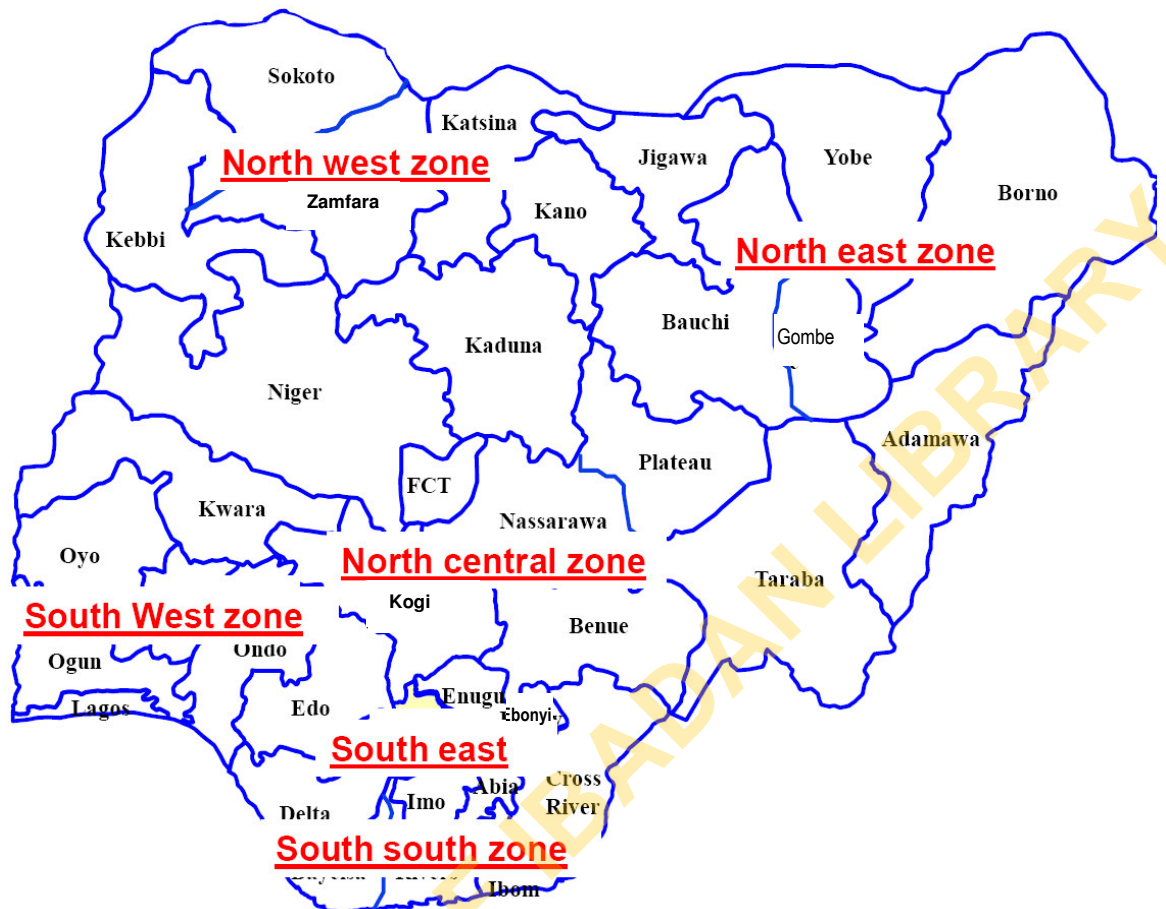 Sokoto
Katsina
Jigawa
Yobe
North west zone
Borno
Zamfara
Kano
Kebbi
North east zone
Bauchi
Gombe
Kaduna
Niger
Adamawa
Plateau
FCT
Kwara
Nassarawa
Oyo
North central zone
Taraba
Kogi
South West zone
Benue
Ondo
Ogun
Enugu
Lagos
Edo
Ebonyi
South east
Cross
River
Abia
Imo
Delta
South south zone
Ibom
IBADAN LIBRARY